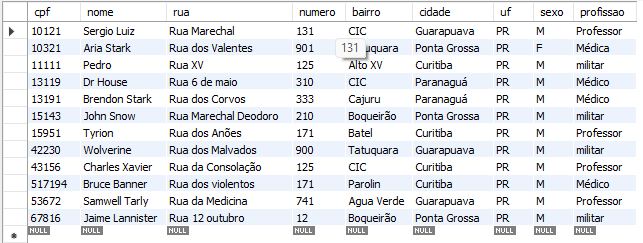 cpf nome rua numero bairro cidade uf sexo profissao
10121 Sergio Luiz Rua Marechal 131 CIC Guarapuava PR M Professor
10321 Aria Stark Rua dos Valentes 901 131 tuquara Ponta Grossa PR F Médica
11111 Pedro Rua XV 125 Alto XV Curitiba PR M militar
13119 Dr House Rua 6 de maio 310 CIC Paranaguá PR M Médico
13191 Brendon Stark Rua dos Corvos 333 Cajuru Paranaguá PR M Médico
15143 John Snow Rua Marechal Deodoro 210 Boqueirão Ponta Grossa PR M militar
15951 Tyrion Rua dos Anões 171 Batel Curitiba PR M Professor
42230 Wolverine Rua dos Malvados 900 Tatuquara Guarapuava PR M militar
43156 Charles Xavier Rua da Consolação 125 CIC Curitiba PR M Professor
517194 Bruce Banner Rua dos violentos 171 Parolin Curitiba PR M Médico
53672 Samwell Tarly Rua da Medicina 741 Agua Verde Guarapuava PR M Professor
67816 Jaime Lannister Rua 12 outubro 12 Boqueirão Ponta Grossa PR M militar
NULL NULL NULL NULL NULL NULL NULL NULL NULL